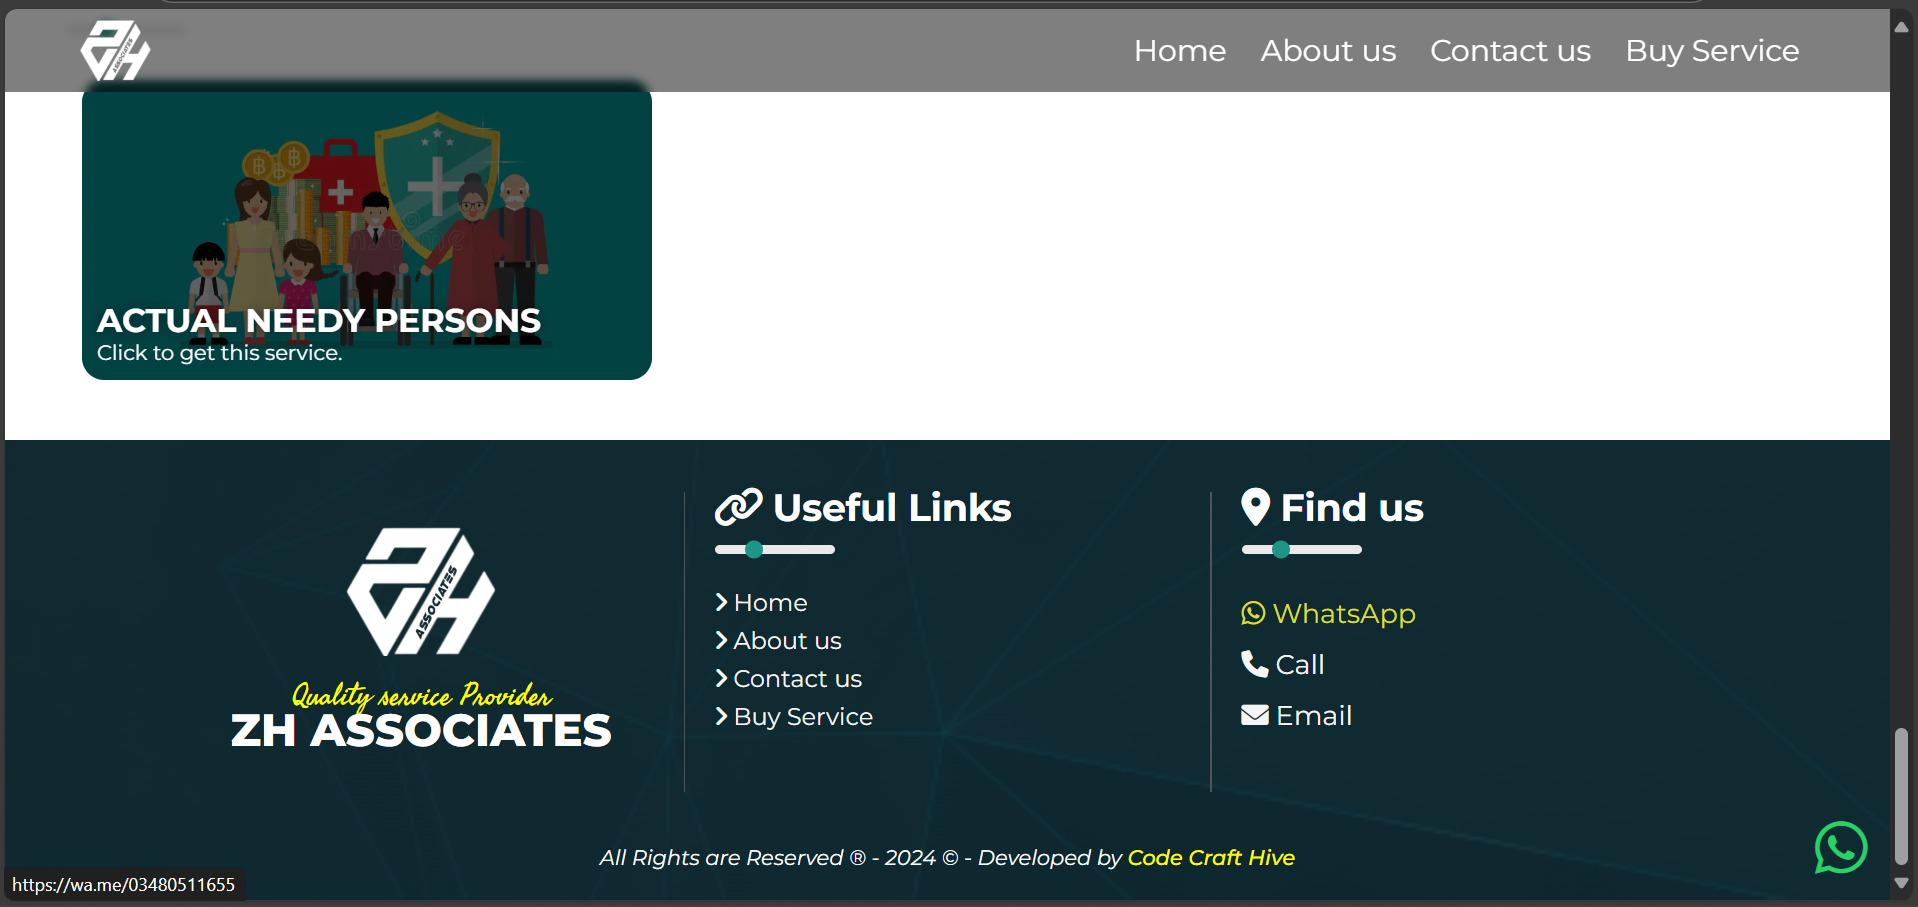 ASSOCIATES
Home About us Contact us Buy Service
ACTUAL NEEDY PERSONS
Click to get this service.
ASSOCIATES
Quality service Provider
ZH ASSOCIATES
Useful Links
Home
About us
Contact us
Buy Service
Find us
WhatsApp
Call
Email
All Rights are Reserved ® - 2024 © - Developed by Code Craft Hive
https://wa.me/03480511655